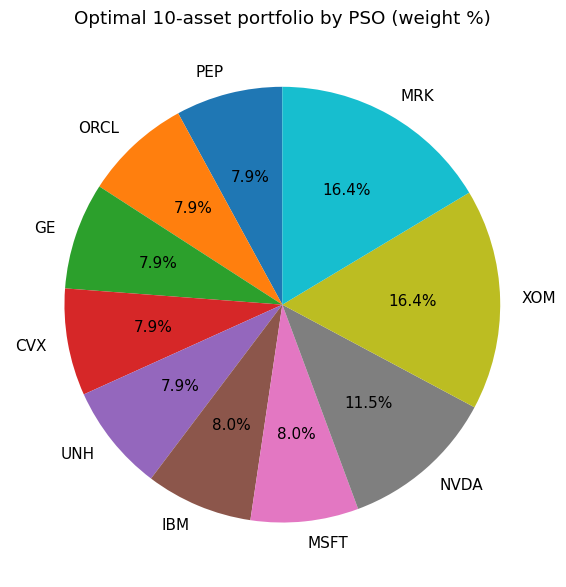 Optimal 10-asset portfolio by PSO (weight %)
PEP
7.9%
ORCL
7.9%
GE
7.9%
CVX
7.9%
UNH
7.9%
IBM
8.0%
MSFT
8.0%
NVDA
11.5%
XOM
16.4%
MRK
16.4%